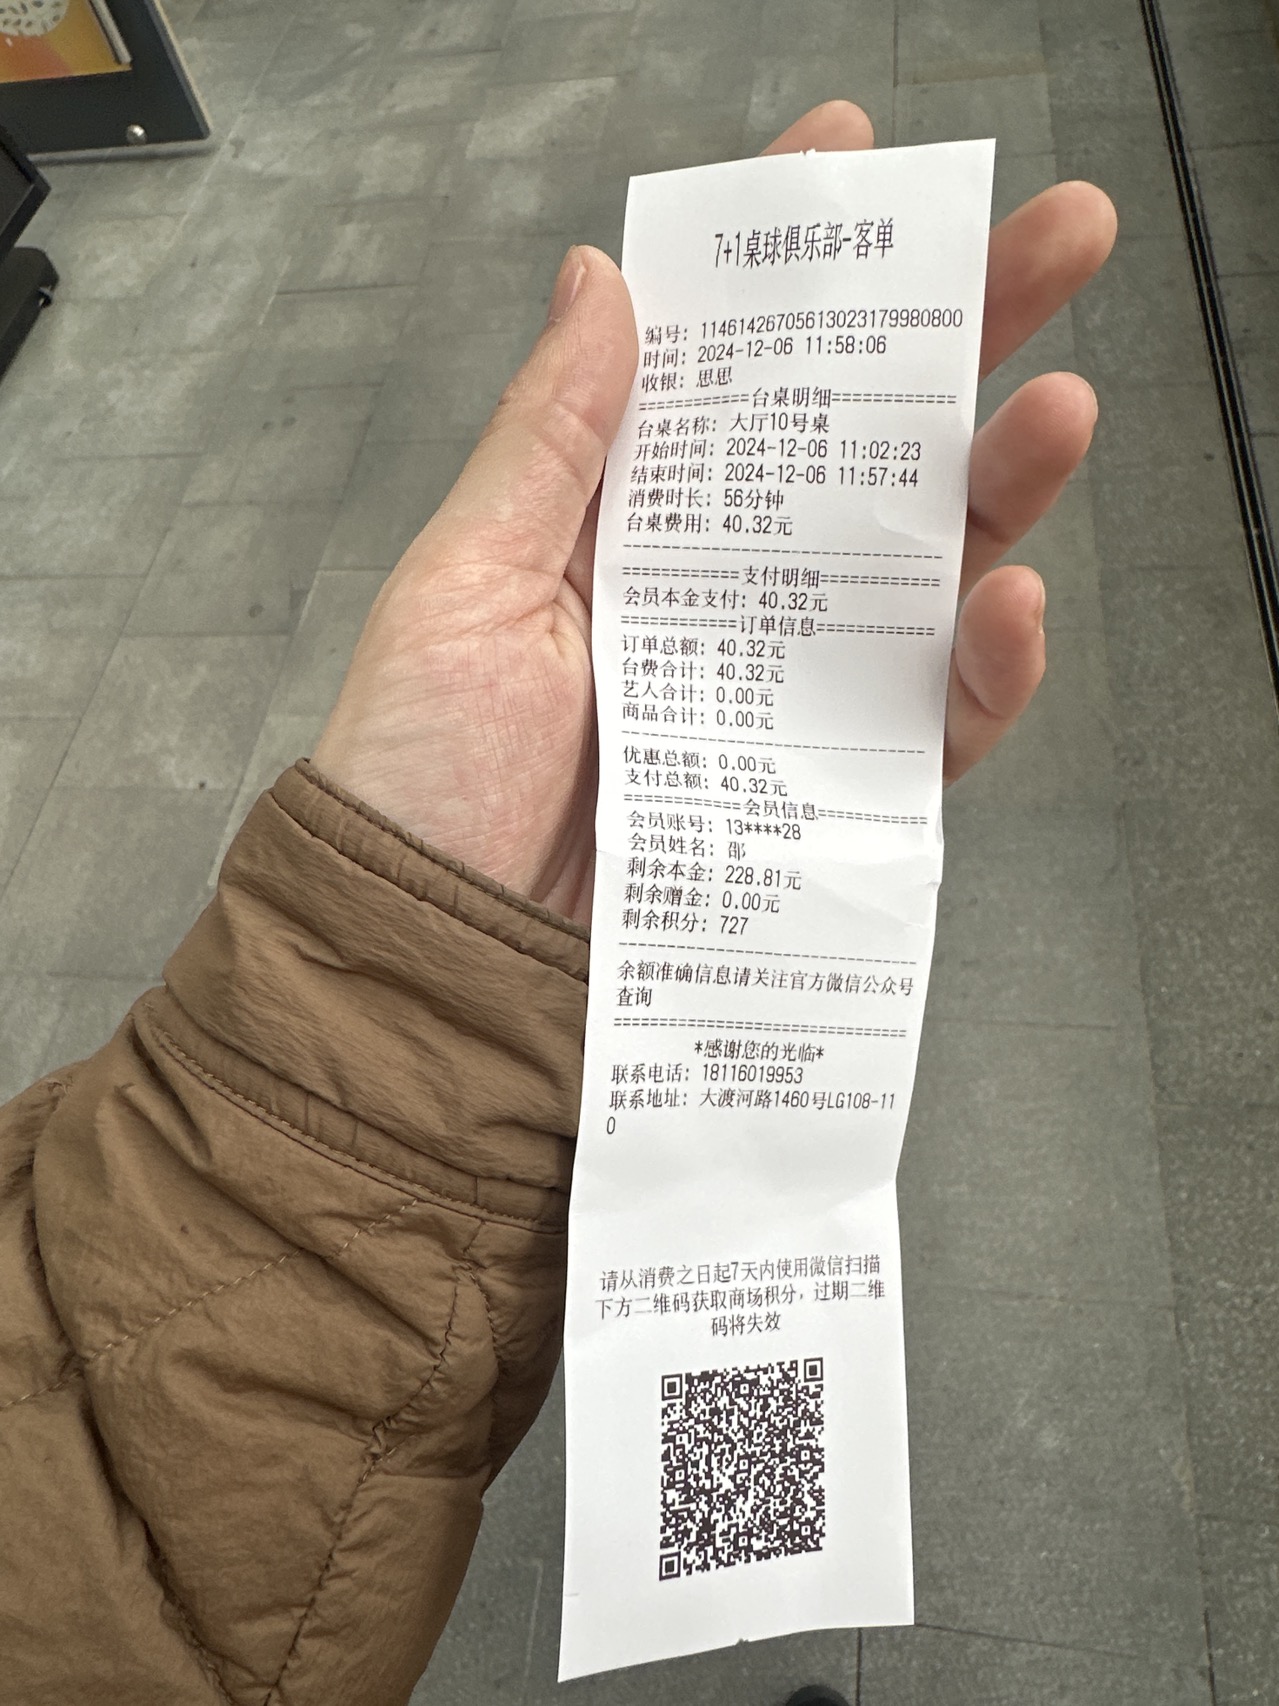 7+1桌球俱乐部-客单
编号: 11461426705613023179980800
时间: 2024-12-06 11:58:06
收银: 思思
============台桌明细============
台桌名称: 大厅10号桌
开始时间: 2024-12-06 11:02:23
结束时间: 2024-12-06 11:57:44
消费时长: 56分钟
台桌费用: 40.32元
--------------------------------
============支付明细============
会员本金支付: 40.32元
============订单信息============
订单总额: 40.32元
台费合计: 40.32元
艺人合计: 0.00元
商品合计: 0.00元
--------------------------------
优惠总额: 0.00元
支付总额: 40.32元
============会员信息============
会员账号: 13****28
会员姓名: 邵
剩余本金: 228.81元
剩余赠金: 0.00元
剩余积分: 727
--------------------------------
余额准确信息请关注官方微信公众号
查询
================================
*感谢您的光临*
联系电话: 18116019953
联系地址: 大渡河路1460号LG108-11
0
请从消费之日起7天内使用微信扫描
下方二维码获取商场积分，过期二维
码将失效